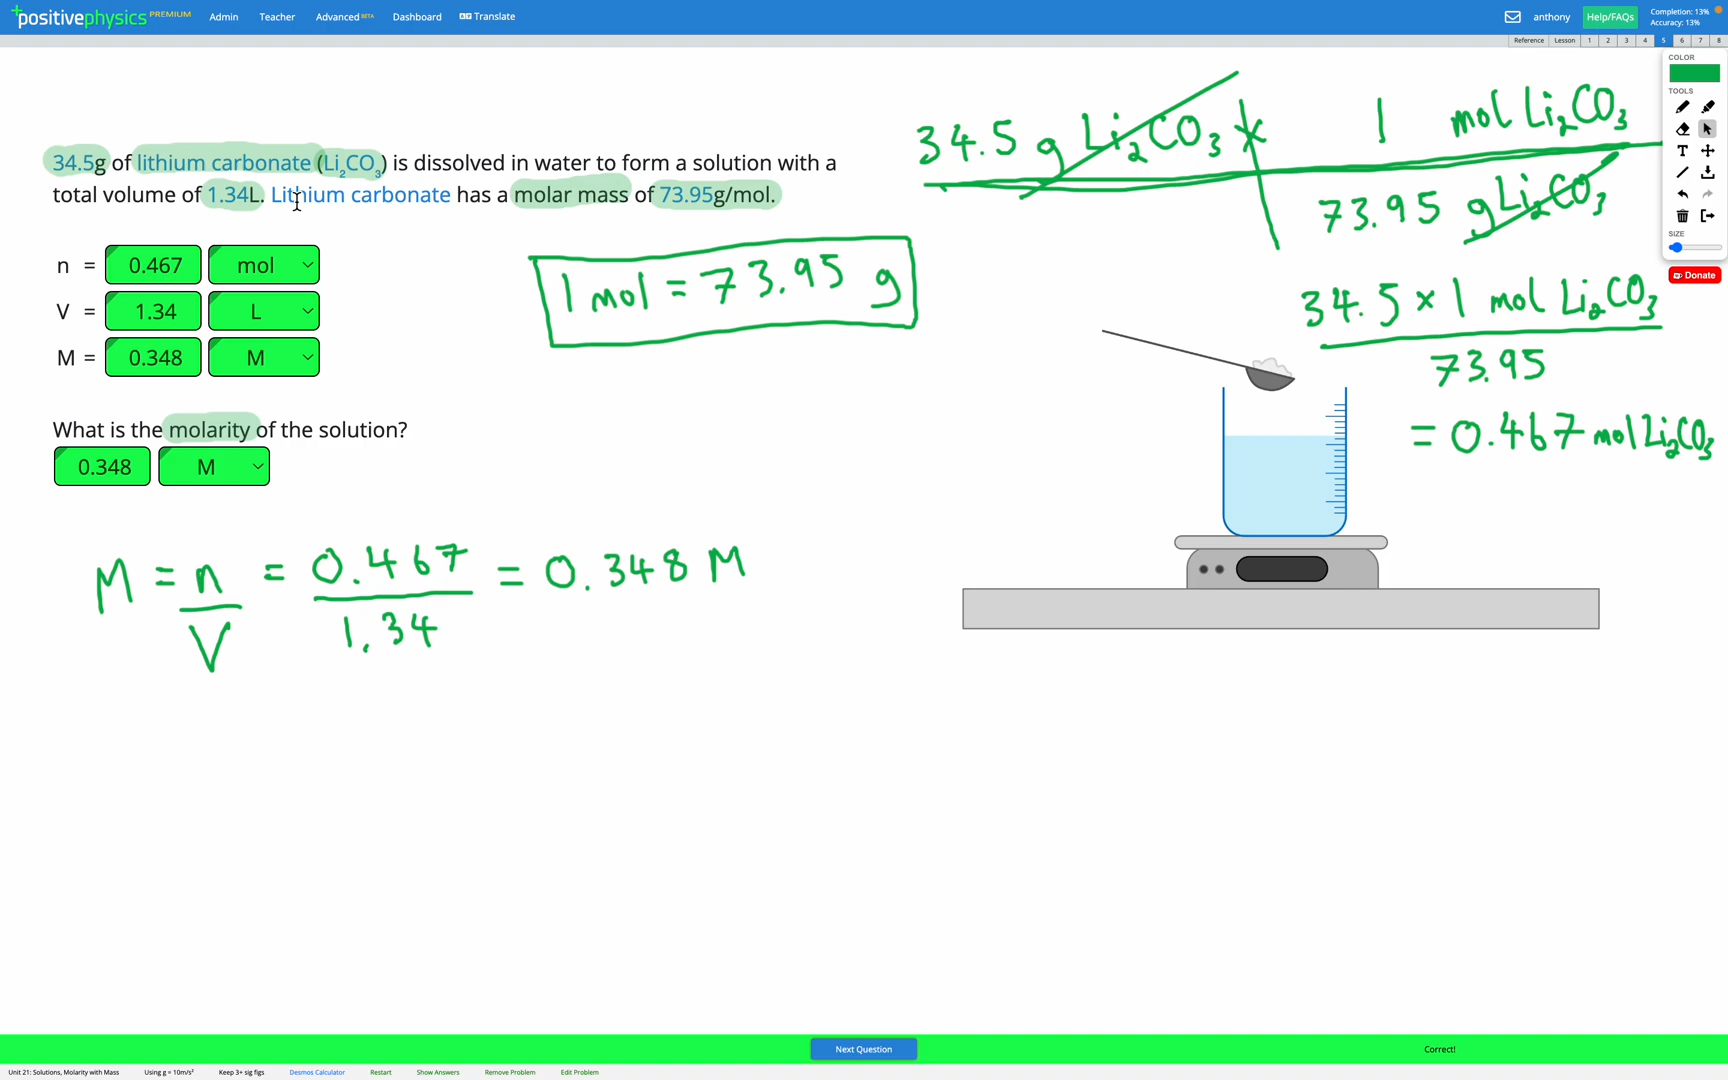 +positivephysics PREMIUM Admin Teacher Advanced BETA Dashboard Translate anthony Help/FAQs Completion: 13%
Accuracy: 13%
Reference Lesson 1 2 3 4 5 6 7 8
COLOR
TOOLS
T
SIZE
Donate
34.5g of lithium carbonate (Li₂CO₃) is dissolved in water to form a solution with a
total volume of 1.34L. Lithium carbonate has a molar mass of 73.95g/mol.
34.5 g Li₂CO₃ × 1 mol Li₂CO₃
73.95 g Li₂CO₃
n = 0.467 mol
V = 1.34 L
M = 0.348 M
1 mol = 73.95 g
34.5 × 1 mol Li₂CO₃
73.95
= 0.467 mol Li₂CO₃
What is the molarity of the solution?
0.348 M
M = n = 0.467 = 0.348 M
V 1.34
Next Question Correct!
Unit 21: Solutions, Molarity with Mass Using g = 10m/s² Keep 3+ sig figs Desmos Calculator Restart Show Answers Remove Problem Edit Problem